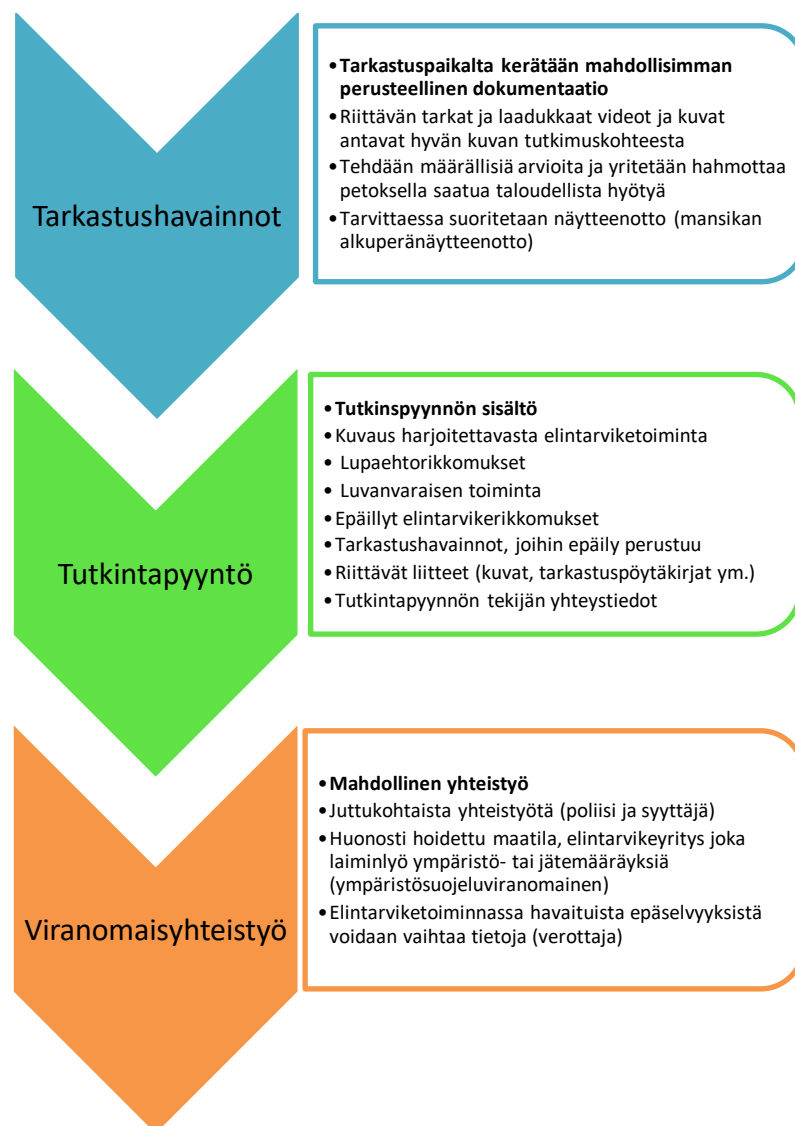 Tarkastushavainnot
•Tarkastuspaikalta kerätään mahdollisimman
perusteellinen dokumentaatio
•Riittävän tarkat ja laadukkaat videot ja kuvat
antavat hyvän kuvan tutkimuskohteesta
•Tehdään määrällisiä arvioita ja yritetään hahmottaa
petoksella saatua taloudellista hyötyä
•Tarvittaessa suoritetaan näytteenotto (mansikan
alkuperänäytteenotto)
Tutkintapyyntö
•Tutkinspyynnön sisältö
•Kuvaus harjoitettavasta elintarviketoiminta
• Lupaehtorikkomukset
• Luvanvaraisen toiminta
•Epäillyt elintarvikerikkomukset
•Tarkastushavainnot, joihin epäily perustuu
•Riittävät liitteet (kuvat, tarkastuspöytäkirjat ym.)
•Tutkintapyynnön tekijän yhteystiedot
Viranomaisyhteistyö
•Mahdollinen yhteistyö
•Juttukohtaista yhteistyötä (poliisi ja syyttäjä)
•Huonosti hoidettu maatila, elintarvikeyritys joka
laiminlyö ympäristö- tai jätemääräyksiä
(ympäristösuojeluviranomainen)
•Elintarviketoiminnassa havaituista epäselvyyksistä
voidaan vaihtaa tietoja (verottaja)